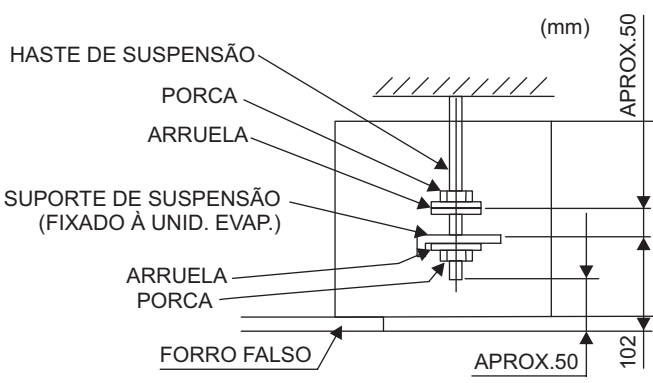 (mm)
APROX.50
HASTE DE SUSPENSÃO
PORCA
ARRUELA
SUPORTE DE SUSPENSÃO
(FIXADO À UNID. EVAP.)
ARRUELA
PORCA
FORRO FALSO
APROX.50
102